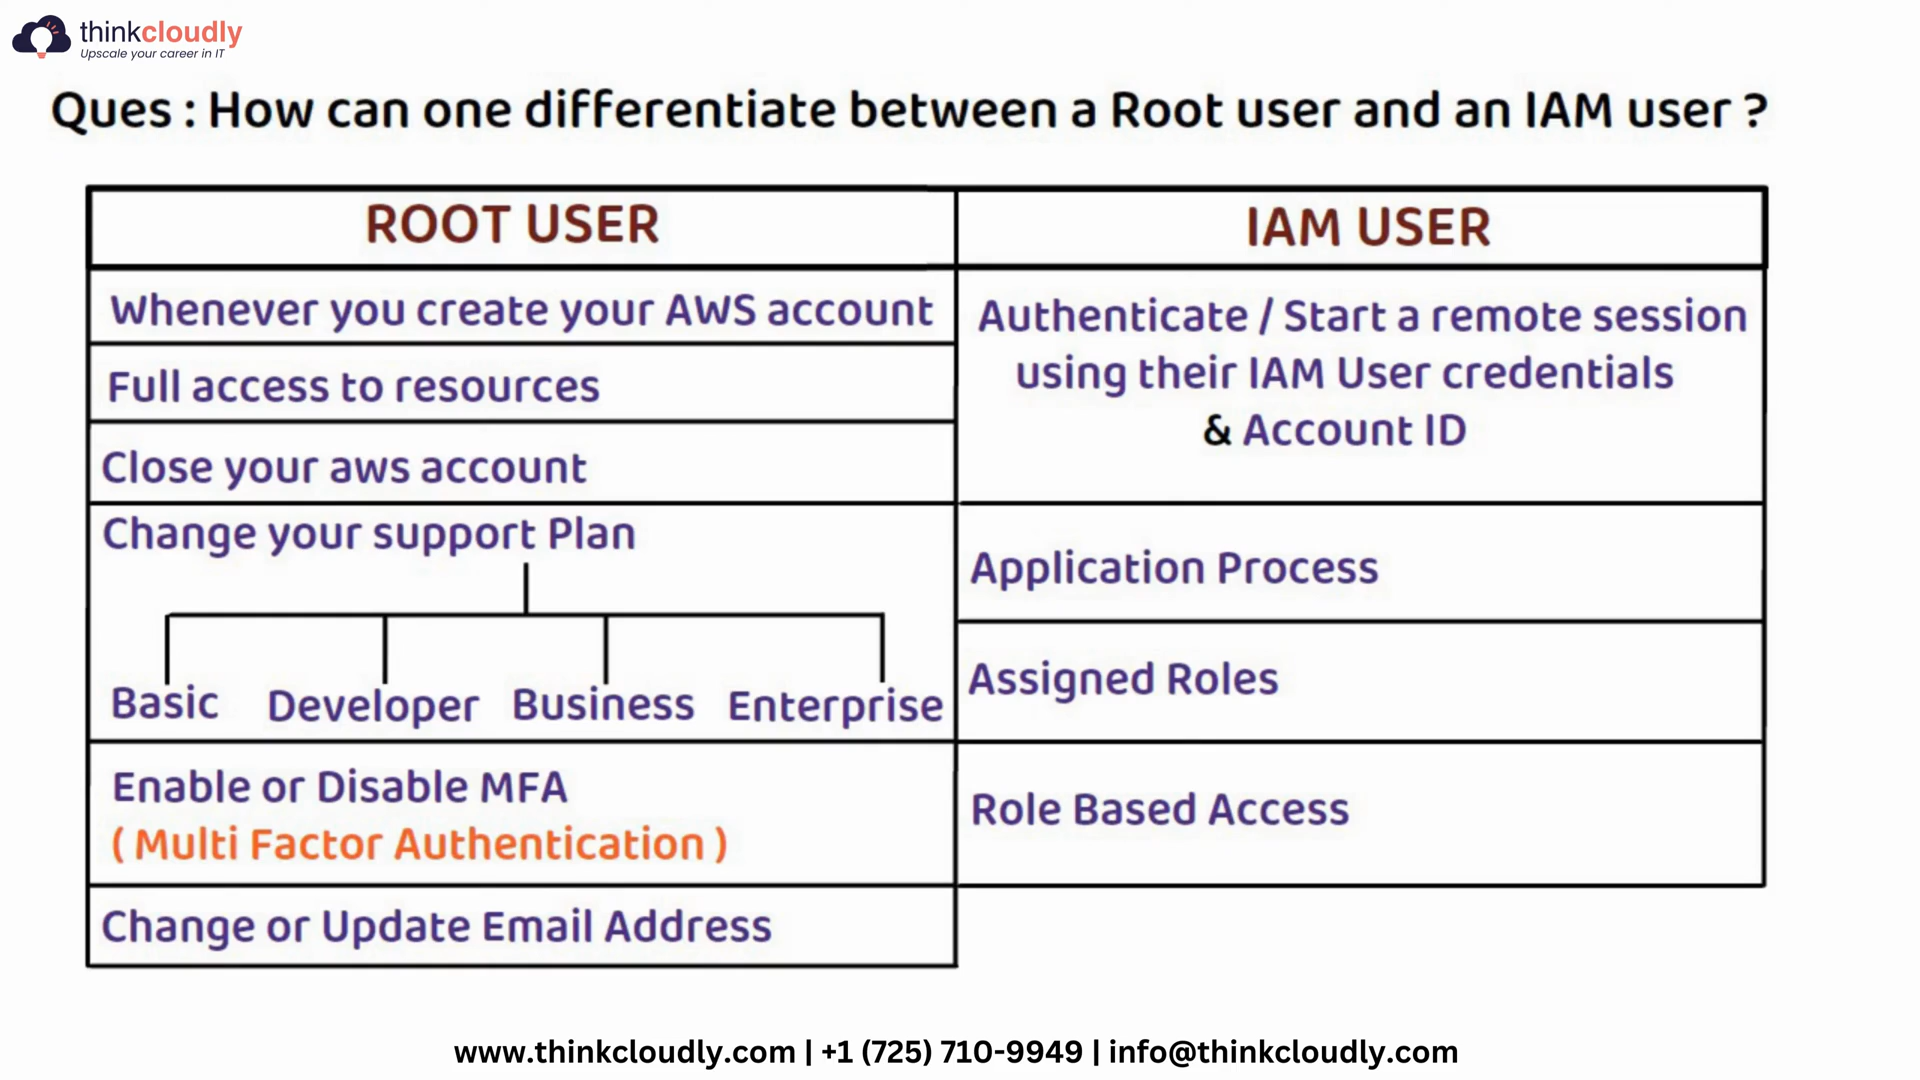 thinkcloudly
Upscale your career in IT
Ques : How can one differentiate between a Root user and an IAM user ?
ROOT USER
Whenever you create your AWS account
Full access to resources
Close your aws account
Change your support Plan
Basic Developer Business Enterprise
Enable or Disable MFA
( Multi Factor Authentication )
Change or Update Email Address
IAM USER
Authenticate / Start a remote session
using their IAM User credentials
& Account ID
Application Process
Assigned Roles
Role Based Access
www.thinkcloudly.com | +1 (725) 710-9949 | info@thinkcloudly.com